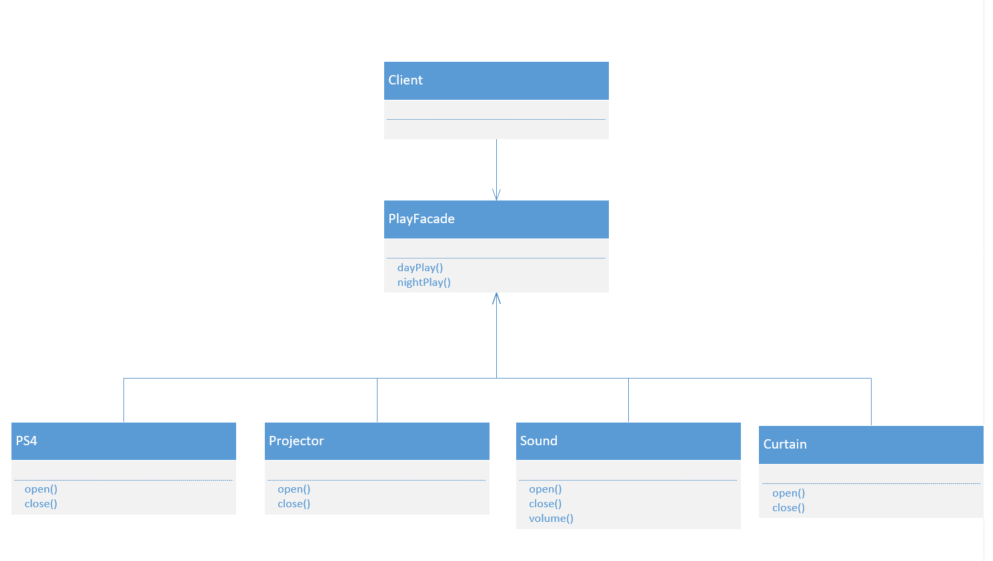 Client
PlayFacade
dayPlay()
nightPlay()
PS4
open()
close()
Projector
open()
close()
Sound
open()
close()
volume()
Curtain
open()
close()